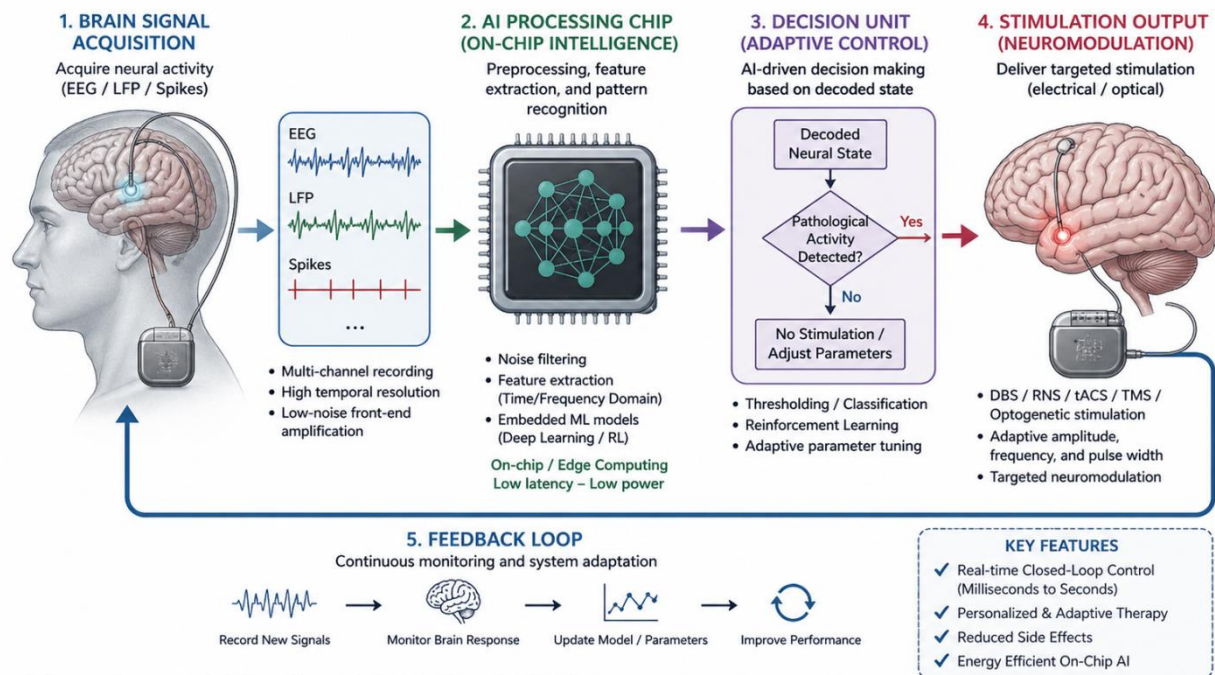 1. BRAIN SIGNAL
ACQUISITION
Acquire neural activity
(EEG / LFP / Spikes)
EEG
LFP
Spikes
...
• Multi-channel recording
• High temporal resolution
• Low-noise front-end
amplification
2. AI PROCESSING CHIP
(ON-CHIP INTELLIGENCE)
Preprocessing, feature
extraction, and pattern
recognition
• Noise filtering
• Feature extraction
(Time/Frequency Domain)
• Embedded ML models
(Deep Learning / RL)
On-chip / Edge Computing
Low latency – Low power
3. DECISION UNIT
(ADAPTIVE CONTROL)
AI-driven decision making
based on decoded state
Decoded
Neural State
Pathological
Activity
Detected?
Yes
No
No Stimulation /
Adjust Parameters
• Thresholding / Classification
• Reinforcement Learning
• Adaptive parameter tuning
4. STIMULATION OUTPUT
(NEUROMODULATION)
Deliver targeted stimulation
(electrical / optical)
• DBS / RNS / tACS / TMS /
Optogenetic stimulation
• Adaptive amplitude,
frequency, and pulse width
• Targeted neuromodulation
5. FEEDBACK LOOP
Continuous monitoring and system adaptation
Record New Signals
Monitor Brain Response
Update Model / Parameters
Improve Performance
KEY FEATURES
✓ Real-time Closed-Loop Control
(Milliseconds to Seconds)
✓ Personalized & Adaptive Therapy
✓ Reduced Side Effects
✓ Energy Efficient On-Chip AI